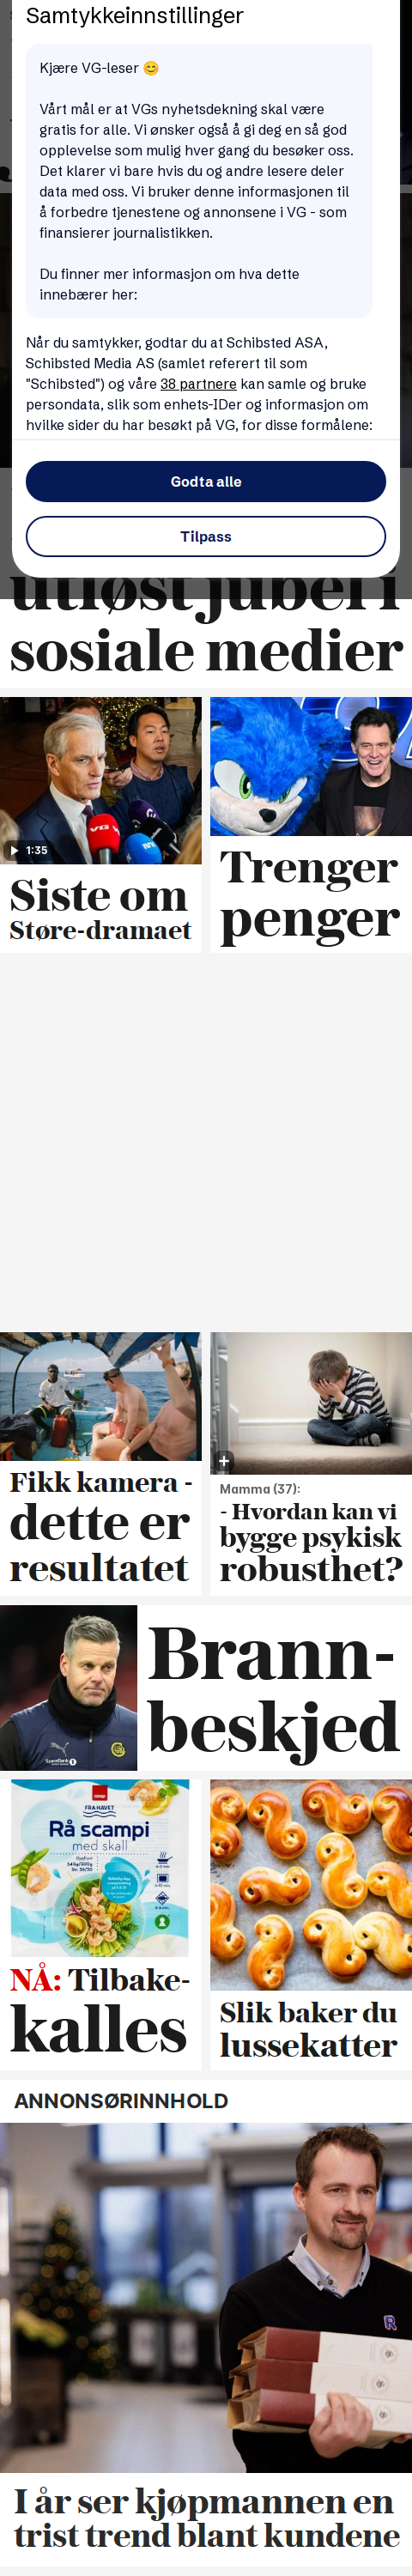 Samtykkeinnstillinger
Kjære VG-leser 😊
Vårt mål er at VGs nyhetsdekning skal være
gratis for alle. Vi ønsker også å gi deg en så god
opplevelse som mulig hver gang du besøker oss.
Det klarer vi bare hvis du og andre lesere deler
data med oss. Vi bruker denne informasjonen til
å forbedre tjenestene og annonsene i VG - som
finansierer journalistikken.
Du finner mer informasjon om hva dette
innebærer her:
Når du samtykker, godtar du at Schibsted ASA,
Schibsted Media AS (samlet referert til som
"Schibsted") og våre 38 partnere kan samle og bruke
persondata, slik som enhets-IDer og informasjon om
hvilke sider du har besøkt på VG, for disse formålene:
Godta alle
Tilpass
utløst jubel i
sosiale medier
VG
NRK
1:35
Siste om
Støre-dramaet
Trenger
penger
Fikk kamera -
dette er
resultatet
Mamma (37):
- Hvordan kan vi
bygge psykisk
robusthet?
SpareBank 1
Brann-
beskjed
coop
FRA HAVET
Rå scampi
med skall
NÅ: Tilbake-
kalles
Slik baker du
lussekatter
ANNONSØRINNHOLD
R
I år ser kjøpmannen en
trist trend blant kundene